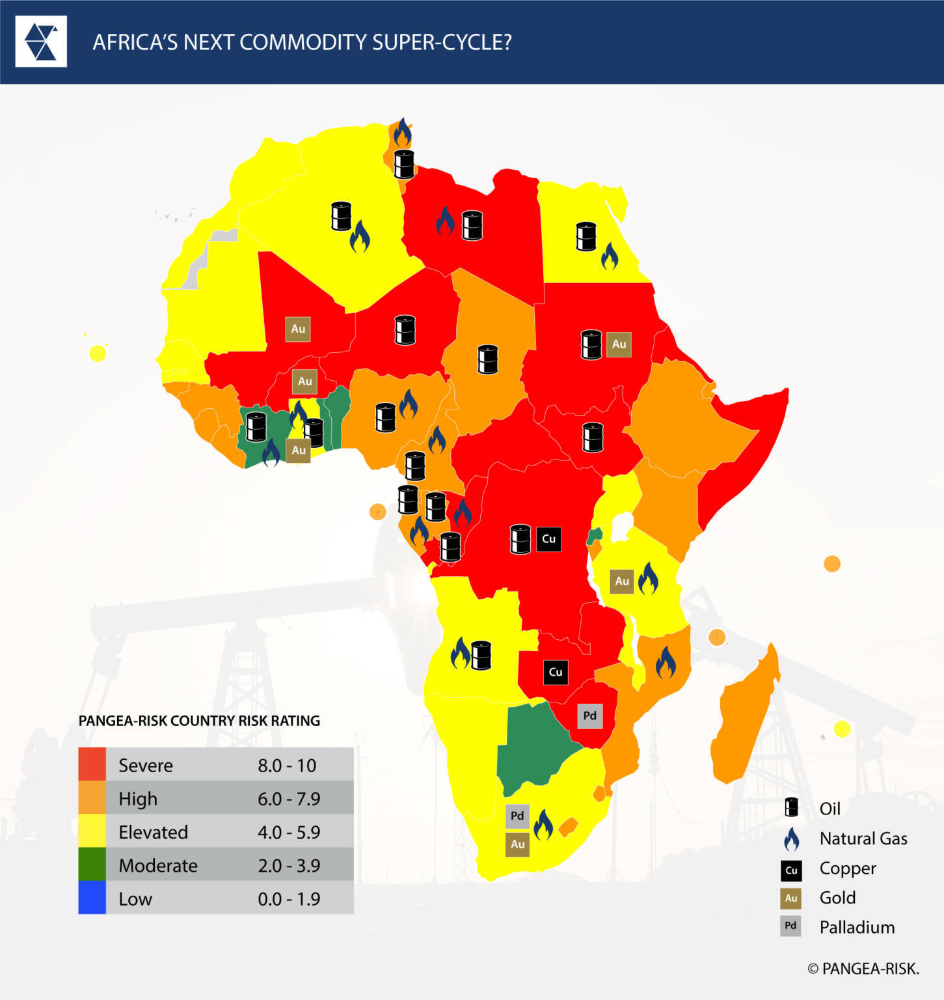 AFRICA'S NEXT COMMODITY SUPER-CYCLE?
Au
Au
Au
Au
Cu
Au
Cu
Pd
Pd
Au
PANGEA-RISK COUNTRY RISK RATING
Severe 8.0 - 10
High 6.0 - 7.9
Elevated 4.0 - 5.9
Moderate 2.0 - 3.9
Low 0.0 - 1.9
Oil
Natural Gas
Cu Copper
Au Gold
Pd Palladium
© PANGEA-RISK.